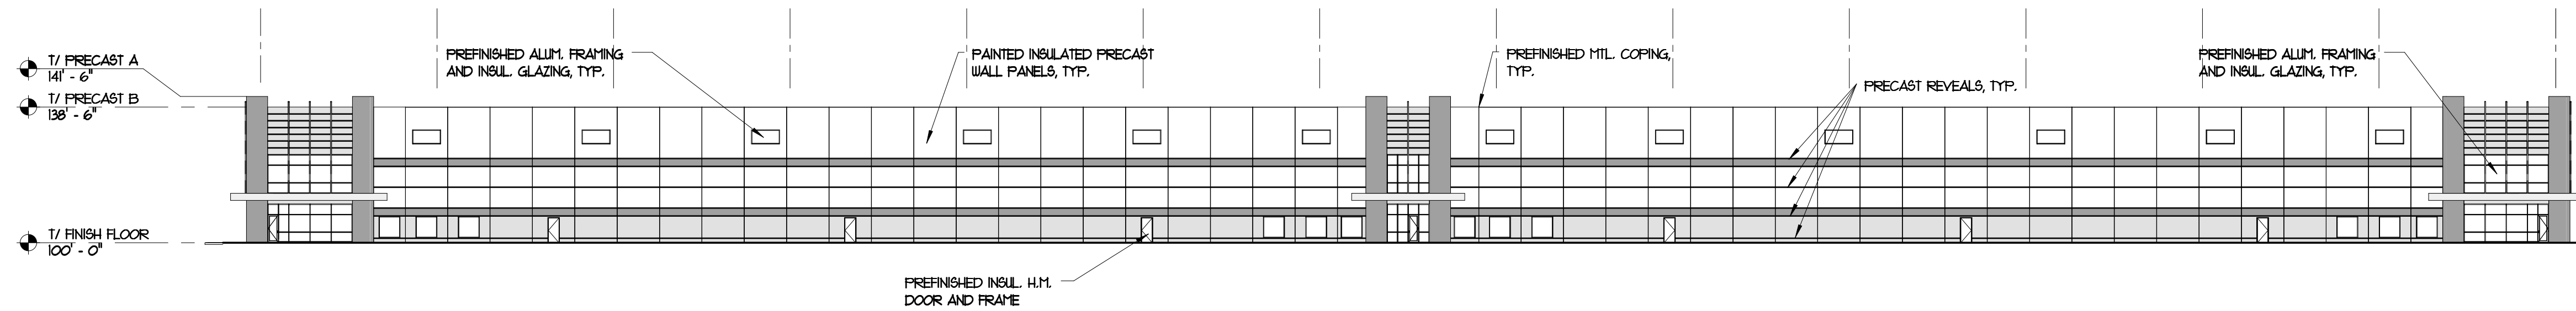 T/ PRECAST A
141' - 6"
T/ PRECAST B
138' - 6"
T/ FINISH FLOOR
100' - 0"
PREFINISHED ALUM. FRAMING
AND INSUL. GLAZING, TYP.
PAINTED INSULATED PRECAST
WALL PANELS, TYP.
PREFINISHED MTL. COPING,
TYP.
PRECAST REVEALS, TYP.
PREFINISHED ALUM. FRAMING
AND INSUL. GLAZING, TYP.
PREFINISHED INSUL. H.M.
DOOR AND FRAME